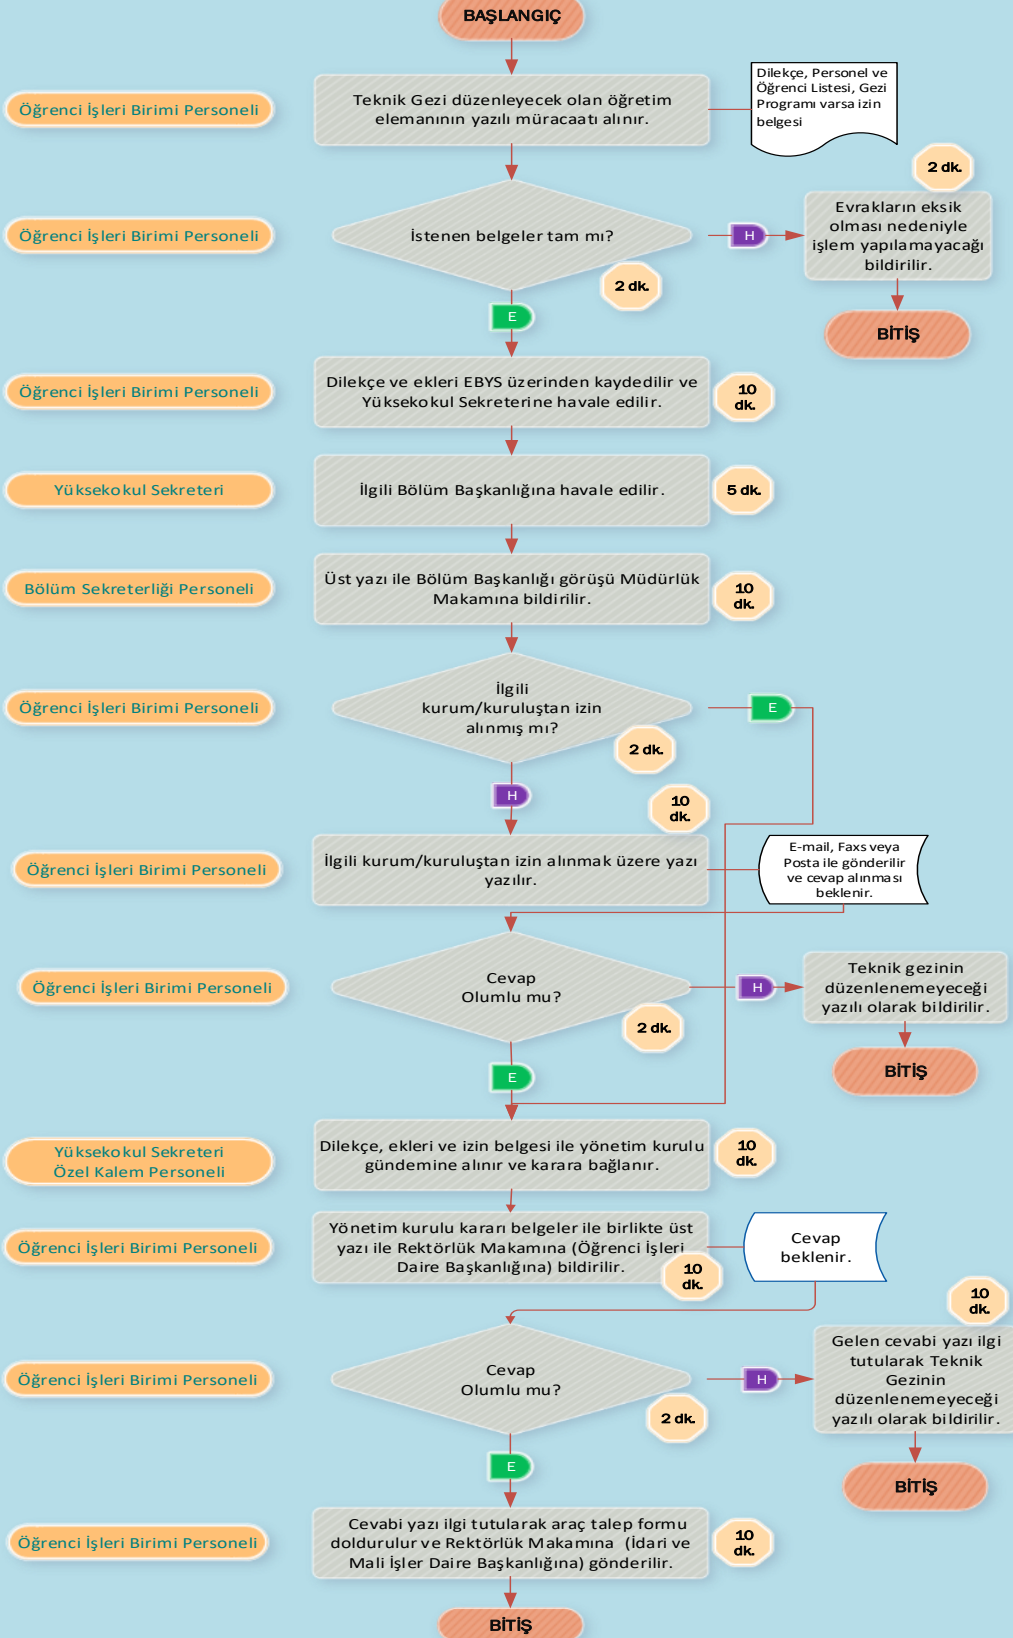 BAŞLANGIÇ
Öğrenci İşleri Birimi Personeli
Teknik Gezi düzenleyecek olan öğretim
elemanının yazılı müracaatı alınır.
Dilekçe, Personel ve
Öğrenci Listesi, Gezi
Programı varsa izin
belgesi
2 dk.
Öğrenci İşleri Birimi Personeli
İstenen belgeler tam mı?
H
Evrakların eksik
olması nedeniyle
işlem yapılamayacağı
bildirilir.
2 dk.
E
BİTİŞ
Öğrenci İşleri Birimi Personeli
Dilekçe ve ekleri EBYS üzerinden kaydedilir ve
Yüksekokul Sekreterine havale edilir.
10
dk.
Yüksekokul Sekreteri
İlgili Bölüm Başkanlığına havale edilir.
5 dk.
Bölüm Sekreterliği Personeli
Üst yazı ile Bölüm Başkanlığı görüşü Müdürlük
Makamına bildirilir.
10
dk.
Öğrenci İşleri Birimi Personeli
İlgili
kurum/kuruluştan izin
alınmış mı?
E
2 dk.
H
10
dk.
Öğrenci İşleri Birimi Personeli
İlgili kurum/kuruluştan izin alınmak üzere yazı
yazılır.
E-mail, Faxs veya
Posta ile gönderilir
ve cevap alınması
beklenir.
Öğrenci İşleri Birimi Personeli
Cevap
Olumlu mu?
H
Teknik gezinin
düzenlenemeyeceği
yazılı olarak bildirilir.
2 dk.
E
BİTİŞ
Yüksekokul Sekreteri
Özel Kalem Personeli
Dilekçe, ekleri ve izin belgesi ile yönetim kurulu
gündemine alınır ve karara bağlanır.
10
dk.
Öğrenci İşleri Birimi Personeli
Yönetim kurulu kararı belgeler ile birlikte üst
yazı ile Rektörlük Makamına (Öğrenci İşleri
Daire Başkanlığına) bildirilir.
10
dk.
Cevap
beklenir.
10
dk.
Öğrenci İşleri Birimi Personeli
Cevap
Olumlu mu?
H
Gelen cevabi yazı ilgi
tutularak Teknik
Gezinin
düzenlenemeyeceği
yazılı olarak bildirilir.
2 dk.
E
BİTİŞ
Öğrenci İşleri Birimi Personeli
Cevabi yazı ilgi tutularak araç talep formu
doldurulur ve Rektörlük Makamına (İdari ve
Mali İşler Daire Başkanlığına) gönderilir.
10
dk.
BİTİŞ